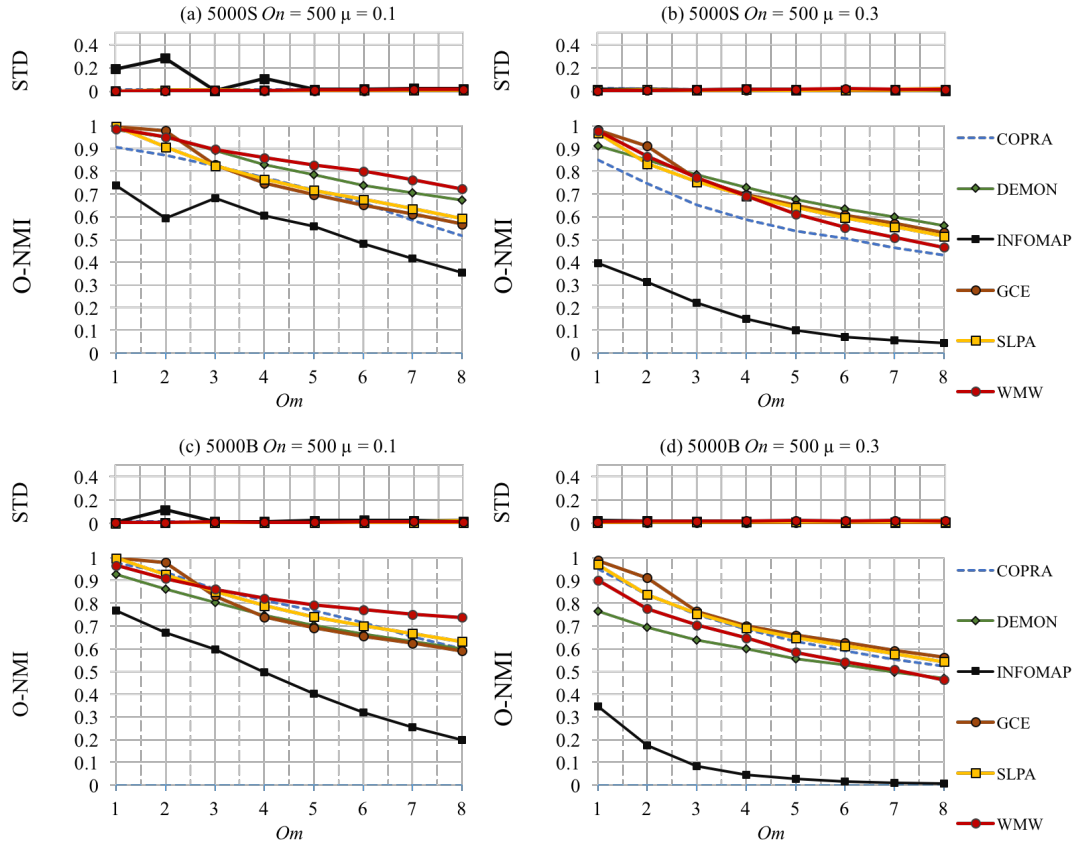 (a) 5000S On = 500 μ = 0.1
STD
0.4
0.2
0
O-NMI
1
0.9
0.8
0.7
0.6
0.5
0.4
0.3
0.2
0.1
0
1 2 3 4 5 6 7 8
Om
(b) 5000S On = 500 μ = 0.3
STD
0.4
0.2
0
O-NMI
1
0.9
0.8
0.7
0.6
0.5
0.4
0.3
0.2
0.1
0
1 2 3 4 5 6 7 8
Om
COPRA
DEMON
INFOMAP
GCE
SLPA
WMW
(c) 5000B On = 500 μ = 0.1
STD
0.4
0.2
0
O-NMI
1
0.9
0.8
0.7
0.6
0.5
0.4
0.3
0.2
0.1
0
1 2 3 4 5 6 7 8
Om
(d) 5000B On = 500 μ = 0.3
STD
0.4
0.2
0
O-NMI
1
0.9
0.8
0.7
0.6
0.5
0.4
0.3
0.2
0.1
0
1 2 3 4 5 6 7 8
Om
COPRA
DEMON
INFOMAP
GCE
SLPA
WMW